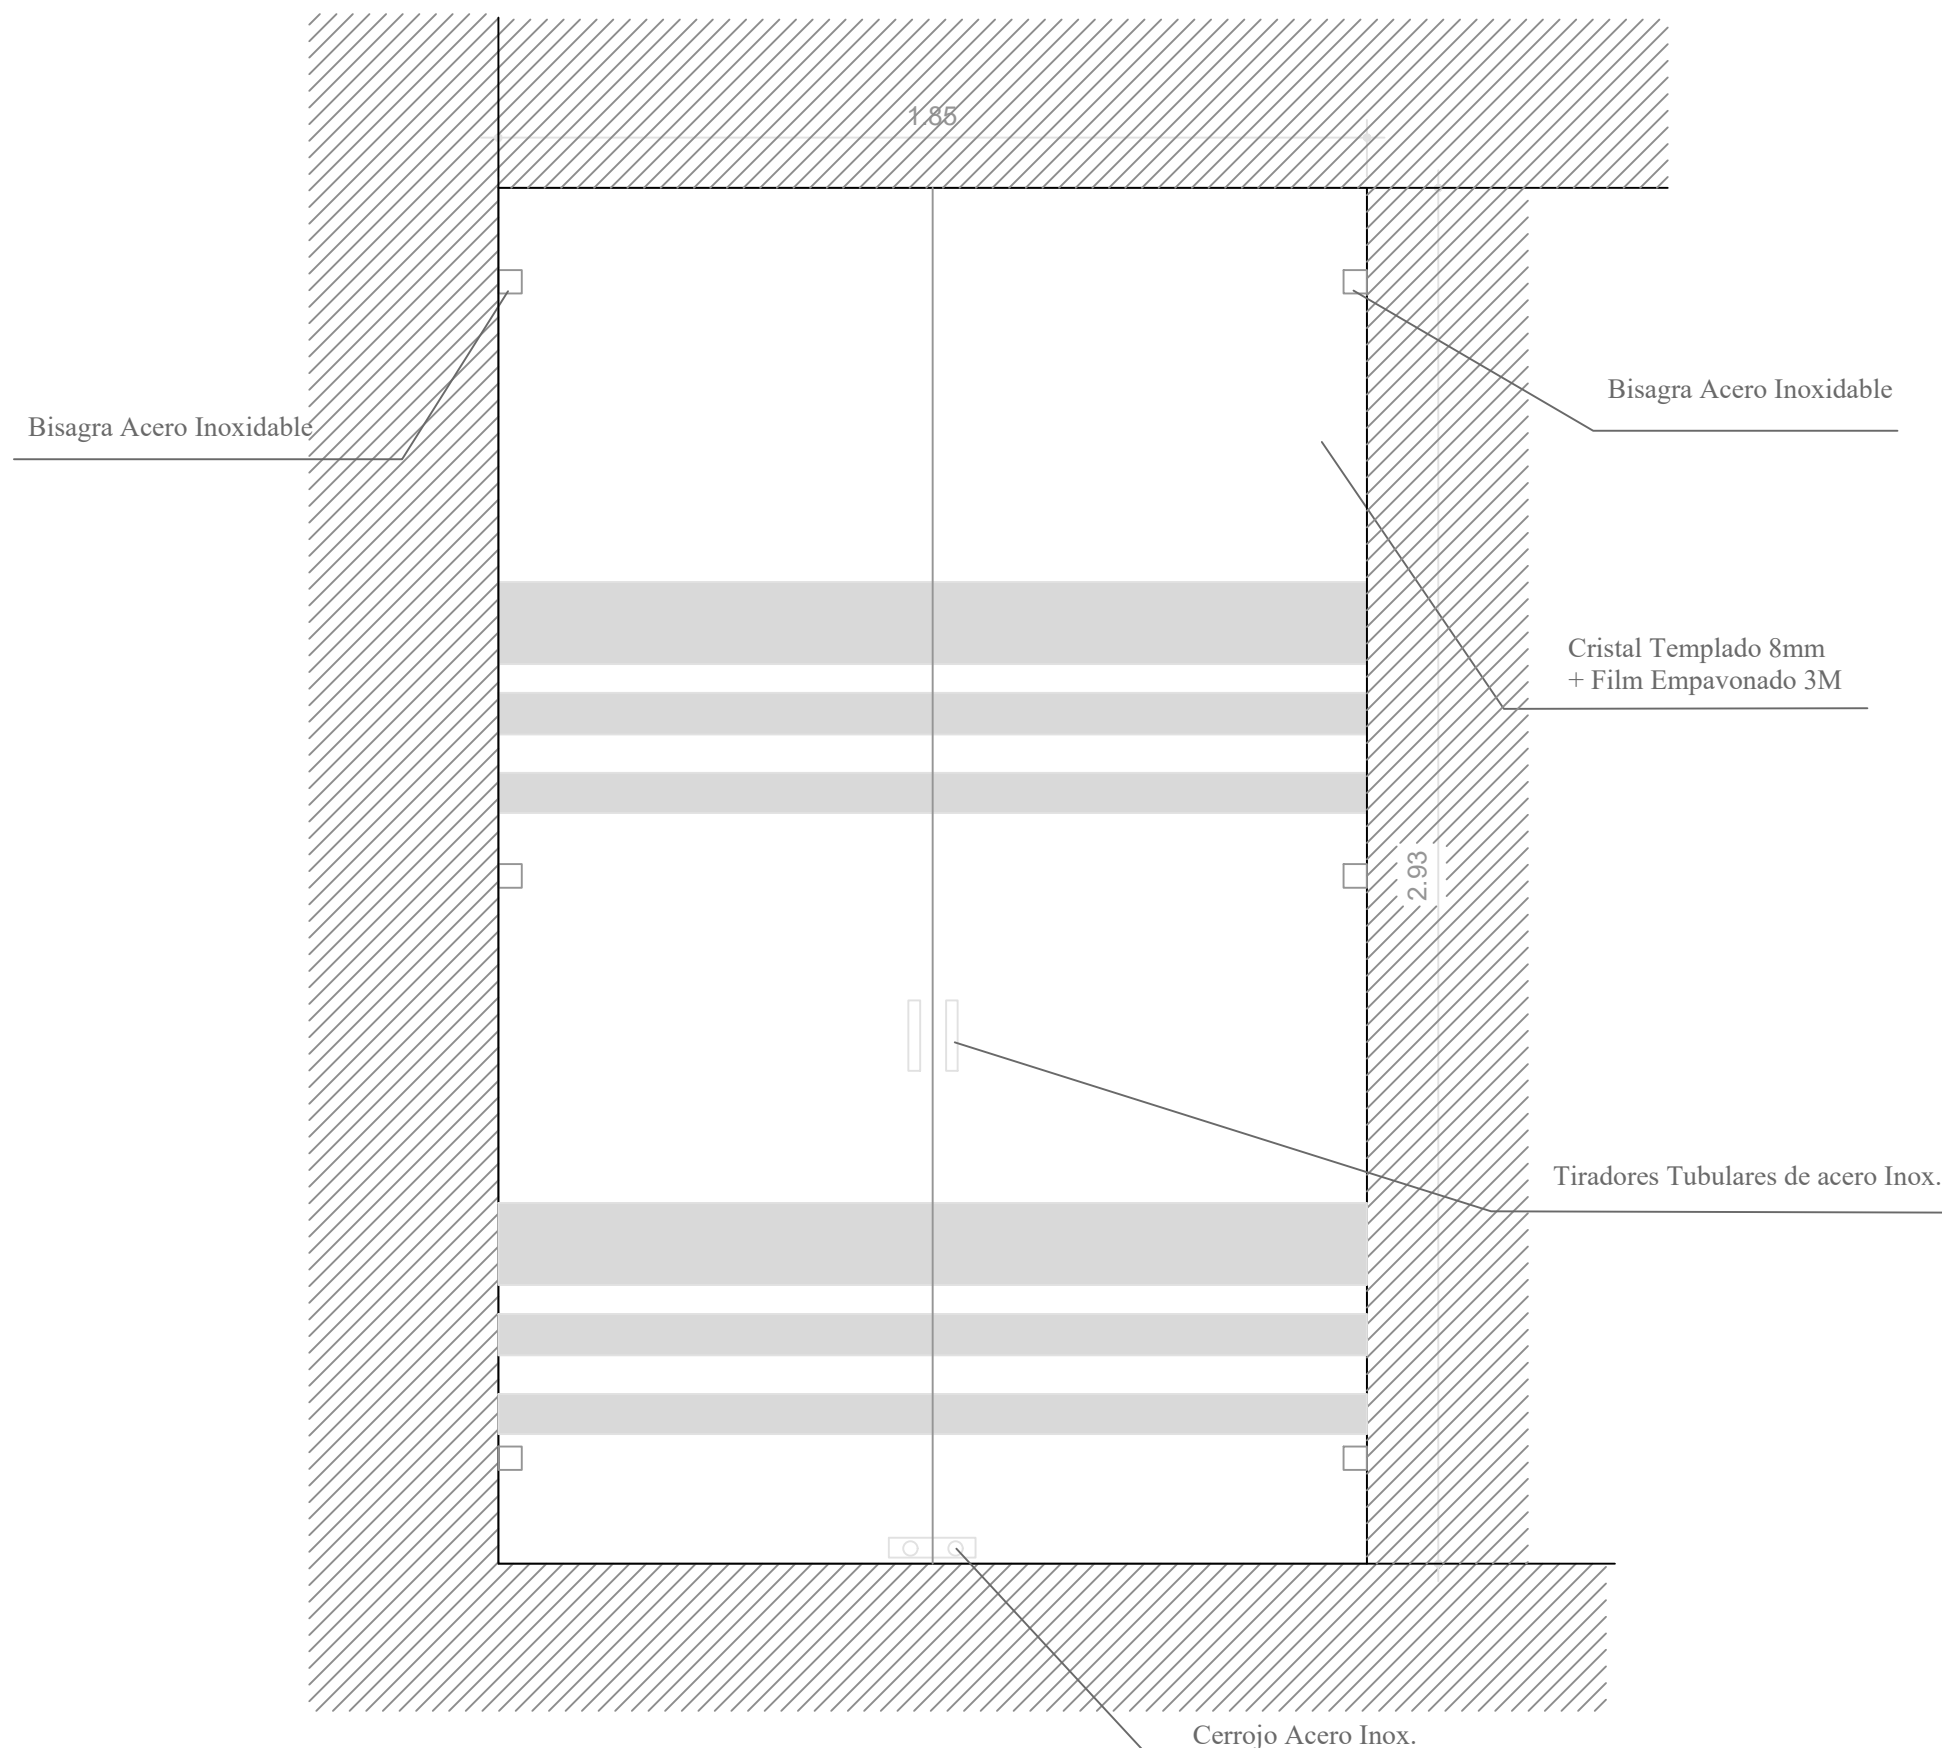 1.85
Bisagra Acero Inoxidable
Bisagra Acero Inoxidable
Cristal Templado 8mm
+ Film Empavonado 3M
2.93
Tiradores Tubulares de acero Inox.
Cerrojo Acero Inox.